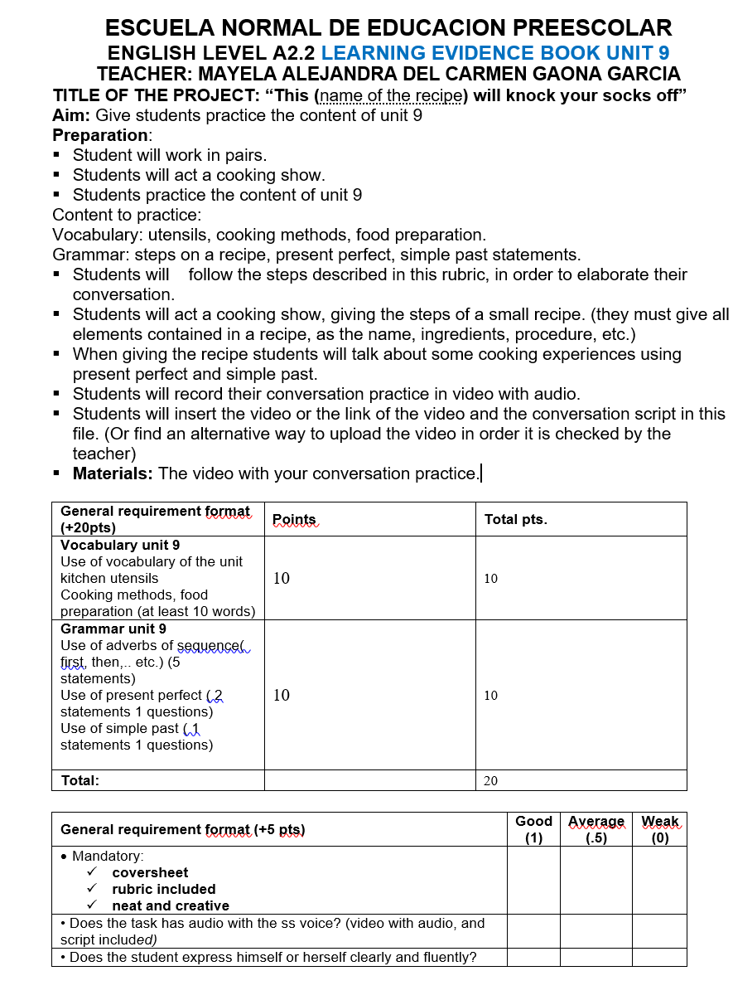 ESCUELA NORMAL DE EDUCACION PREESCOLAR
ENGLISH LEVEL A2.2 LEARNING EVIDENCE BOOK UNIT 9
TEACHER: MAYELA ALEJANDRA DEL CARMEN GAONA GARCIA
TITLE OF THE PROJECT: “This (name of the recipe) will knock your socks off”
Aim: Give students practice the content of unit 9
Preparation:
▪ Student will work in pairs.
▪ Students will act a cooking show.
▪ Students practice the content of unit 9
Content to practice:
Vocabulary: utensils, cooking methods, food preparation.
Grammar: steps on a recipe, present perfect, simple past statements.
▪ Students will follow the steps described in this rubric, in order to elaborate their
conversation.
▪ Students will act a cooking show, giving the steps of a small recipe. (they must give all
elements contained in a recipe, as the name, ingredients, procedure, etc.)
▪ When giving the recipe students will talk about some cooking experiences using
present perfect and simple past.
▪ Students will record their conversation practice in video with audio.
▪ Students will insert the video or the link of the video and the conversation script in this
file. (Or find an alternative way to upload the video in order it is checked by the
teacher)
▪ Materials: The video with your conversation practice.
General requirement format
(+20pts)
Points
Total pts.
Vocabulary unit 9
Use of vocabulary of the unit
kitchen utensils
Cooking methods, food
preparation (at least 10 words)
10
10
Grammar unit 9
Use of adverbs of sequence(
first, then,.. etc.) (5
statements)
Use of present perfect ( 2
statements 1 questions)
Use of simple past ( 1
statements 1 questions)
10
10
Total:
20
General requirement format (+5 pts)
Good
(1)
Average
(.5)
Weak
(0)
• Mandatory:
✓ coversheet
✓ rubric included
✓ neat and creative
• Does the task has audio with the ss voice? (video with audio, and
script included)
• Does the student express himself or herself clearly and fluently?